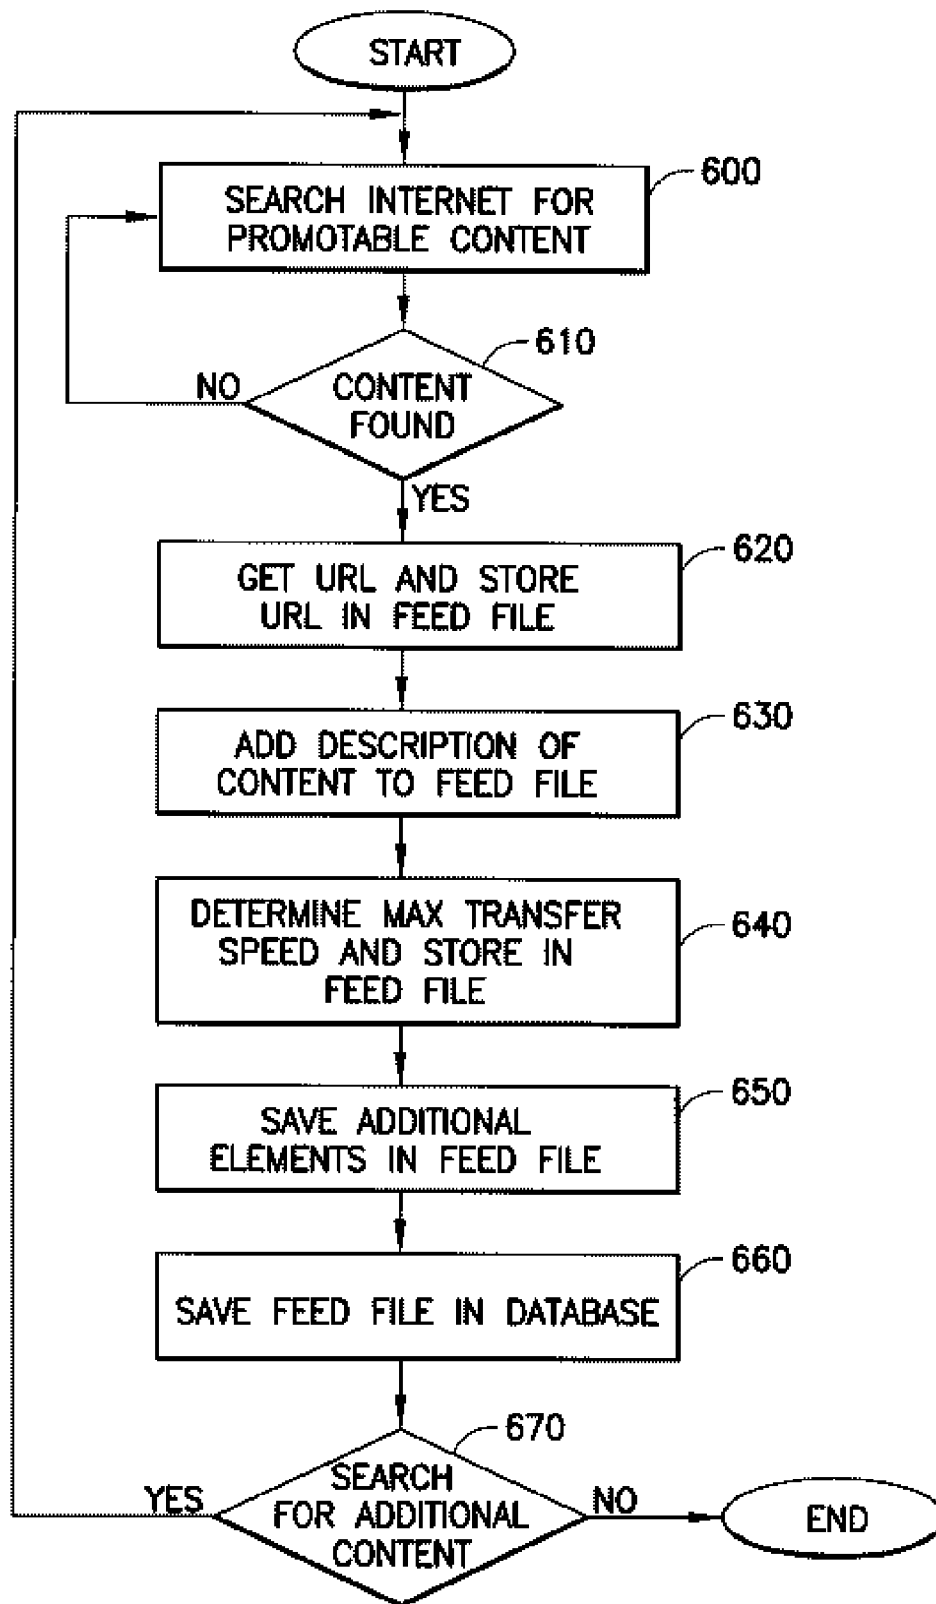 START
600
SEARCH INTERNET FOR
PROMOTABLE CONTENT
610
NO
CONTENT
FOUND
YES
620
GET URL AND STORE
URL IN FEED FILE
630
ADD DESCRIPTION OF
CONTENT TO FEED FILE
DETERMINE MAX TRANSFER
SPEED AND STORE IN
FEED FILE
640
650
SAVE ADDITIONAL
ELEMENTS IN FEED FILE
660
SAVE FEED FILE IN DATABASE
670
YES
SEARCH
FOR ADDITIONAL
CONTENT
NO
END